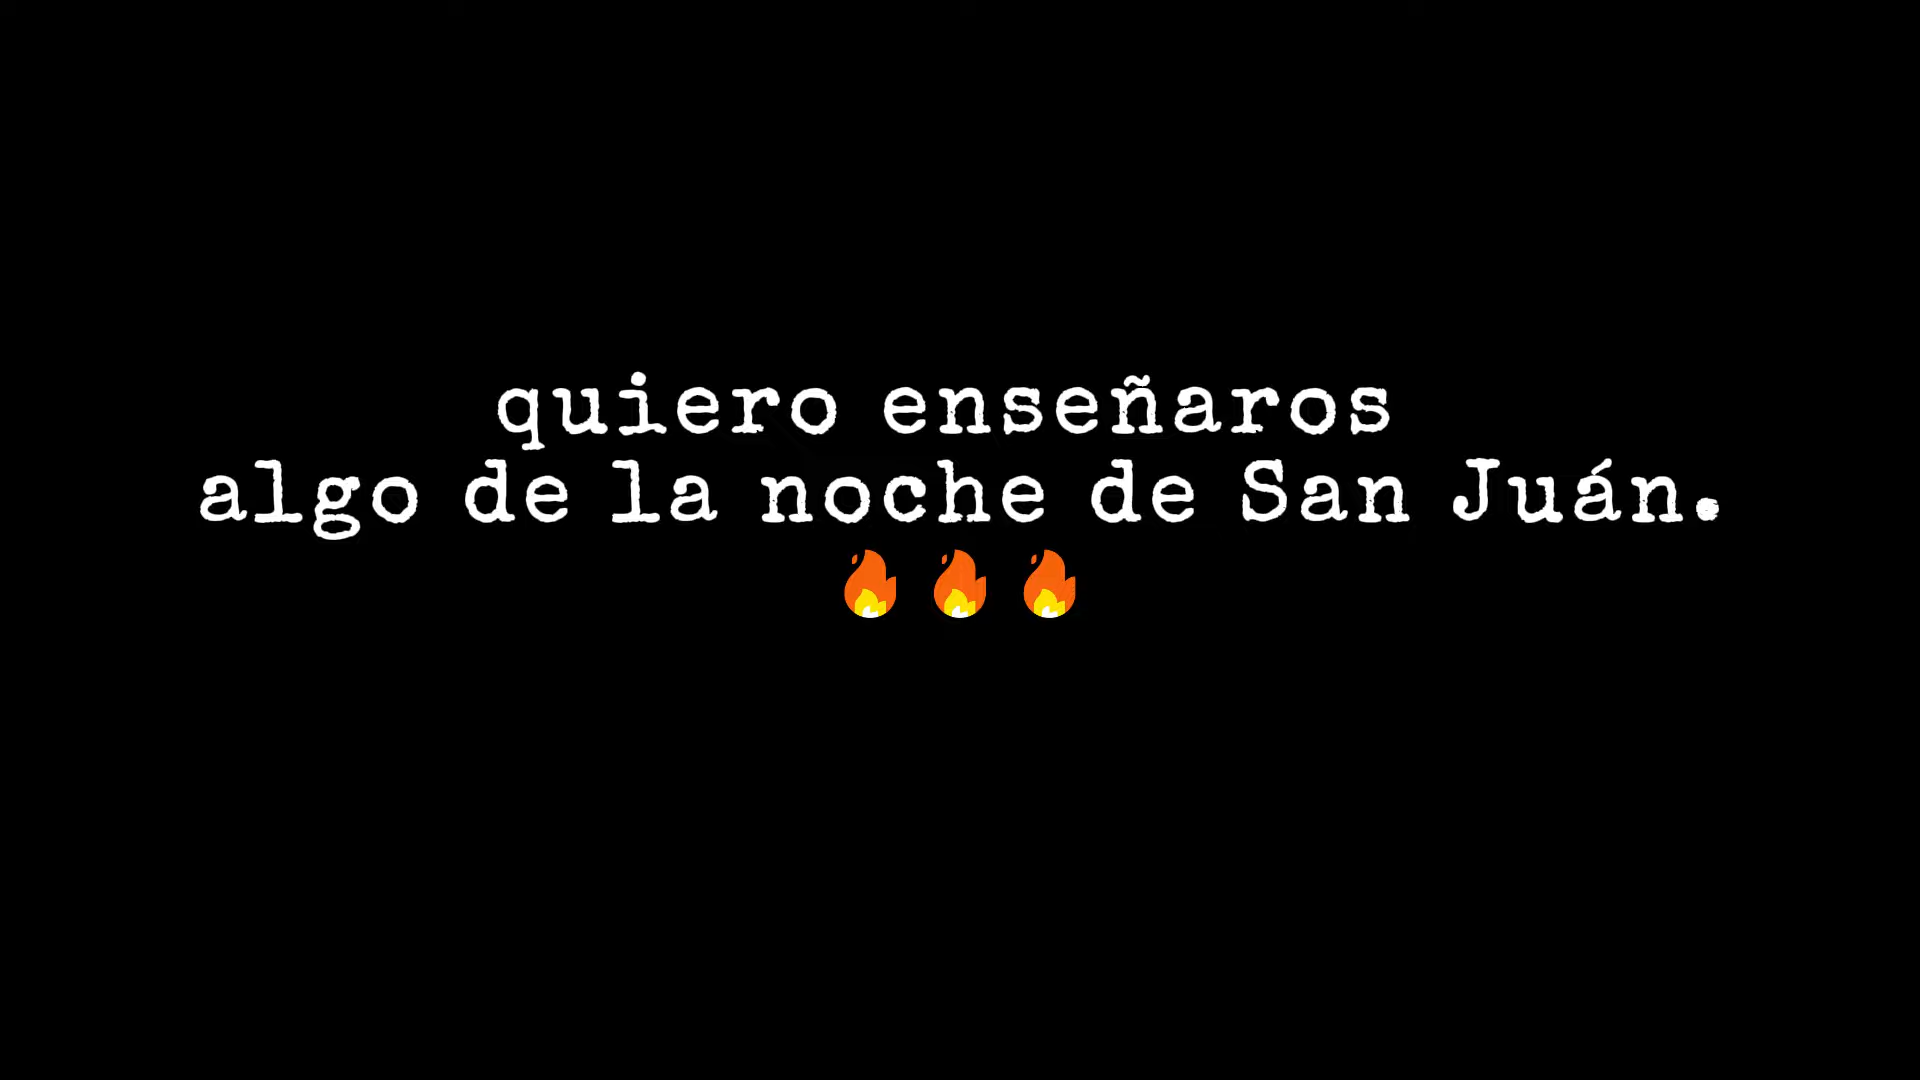 quiero enseñaros
algo de la noche de San Juán.
🔥🔥🔥